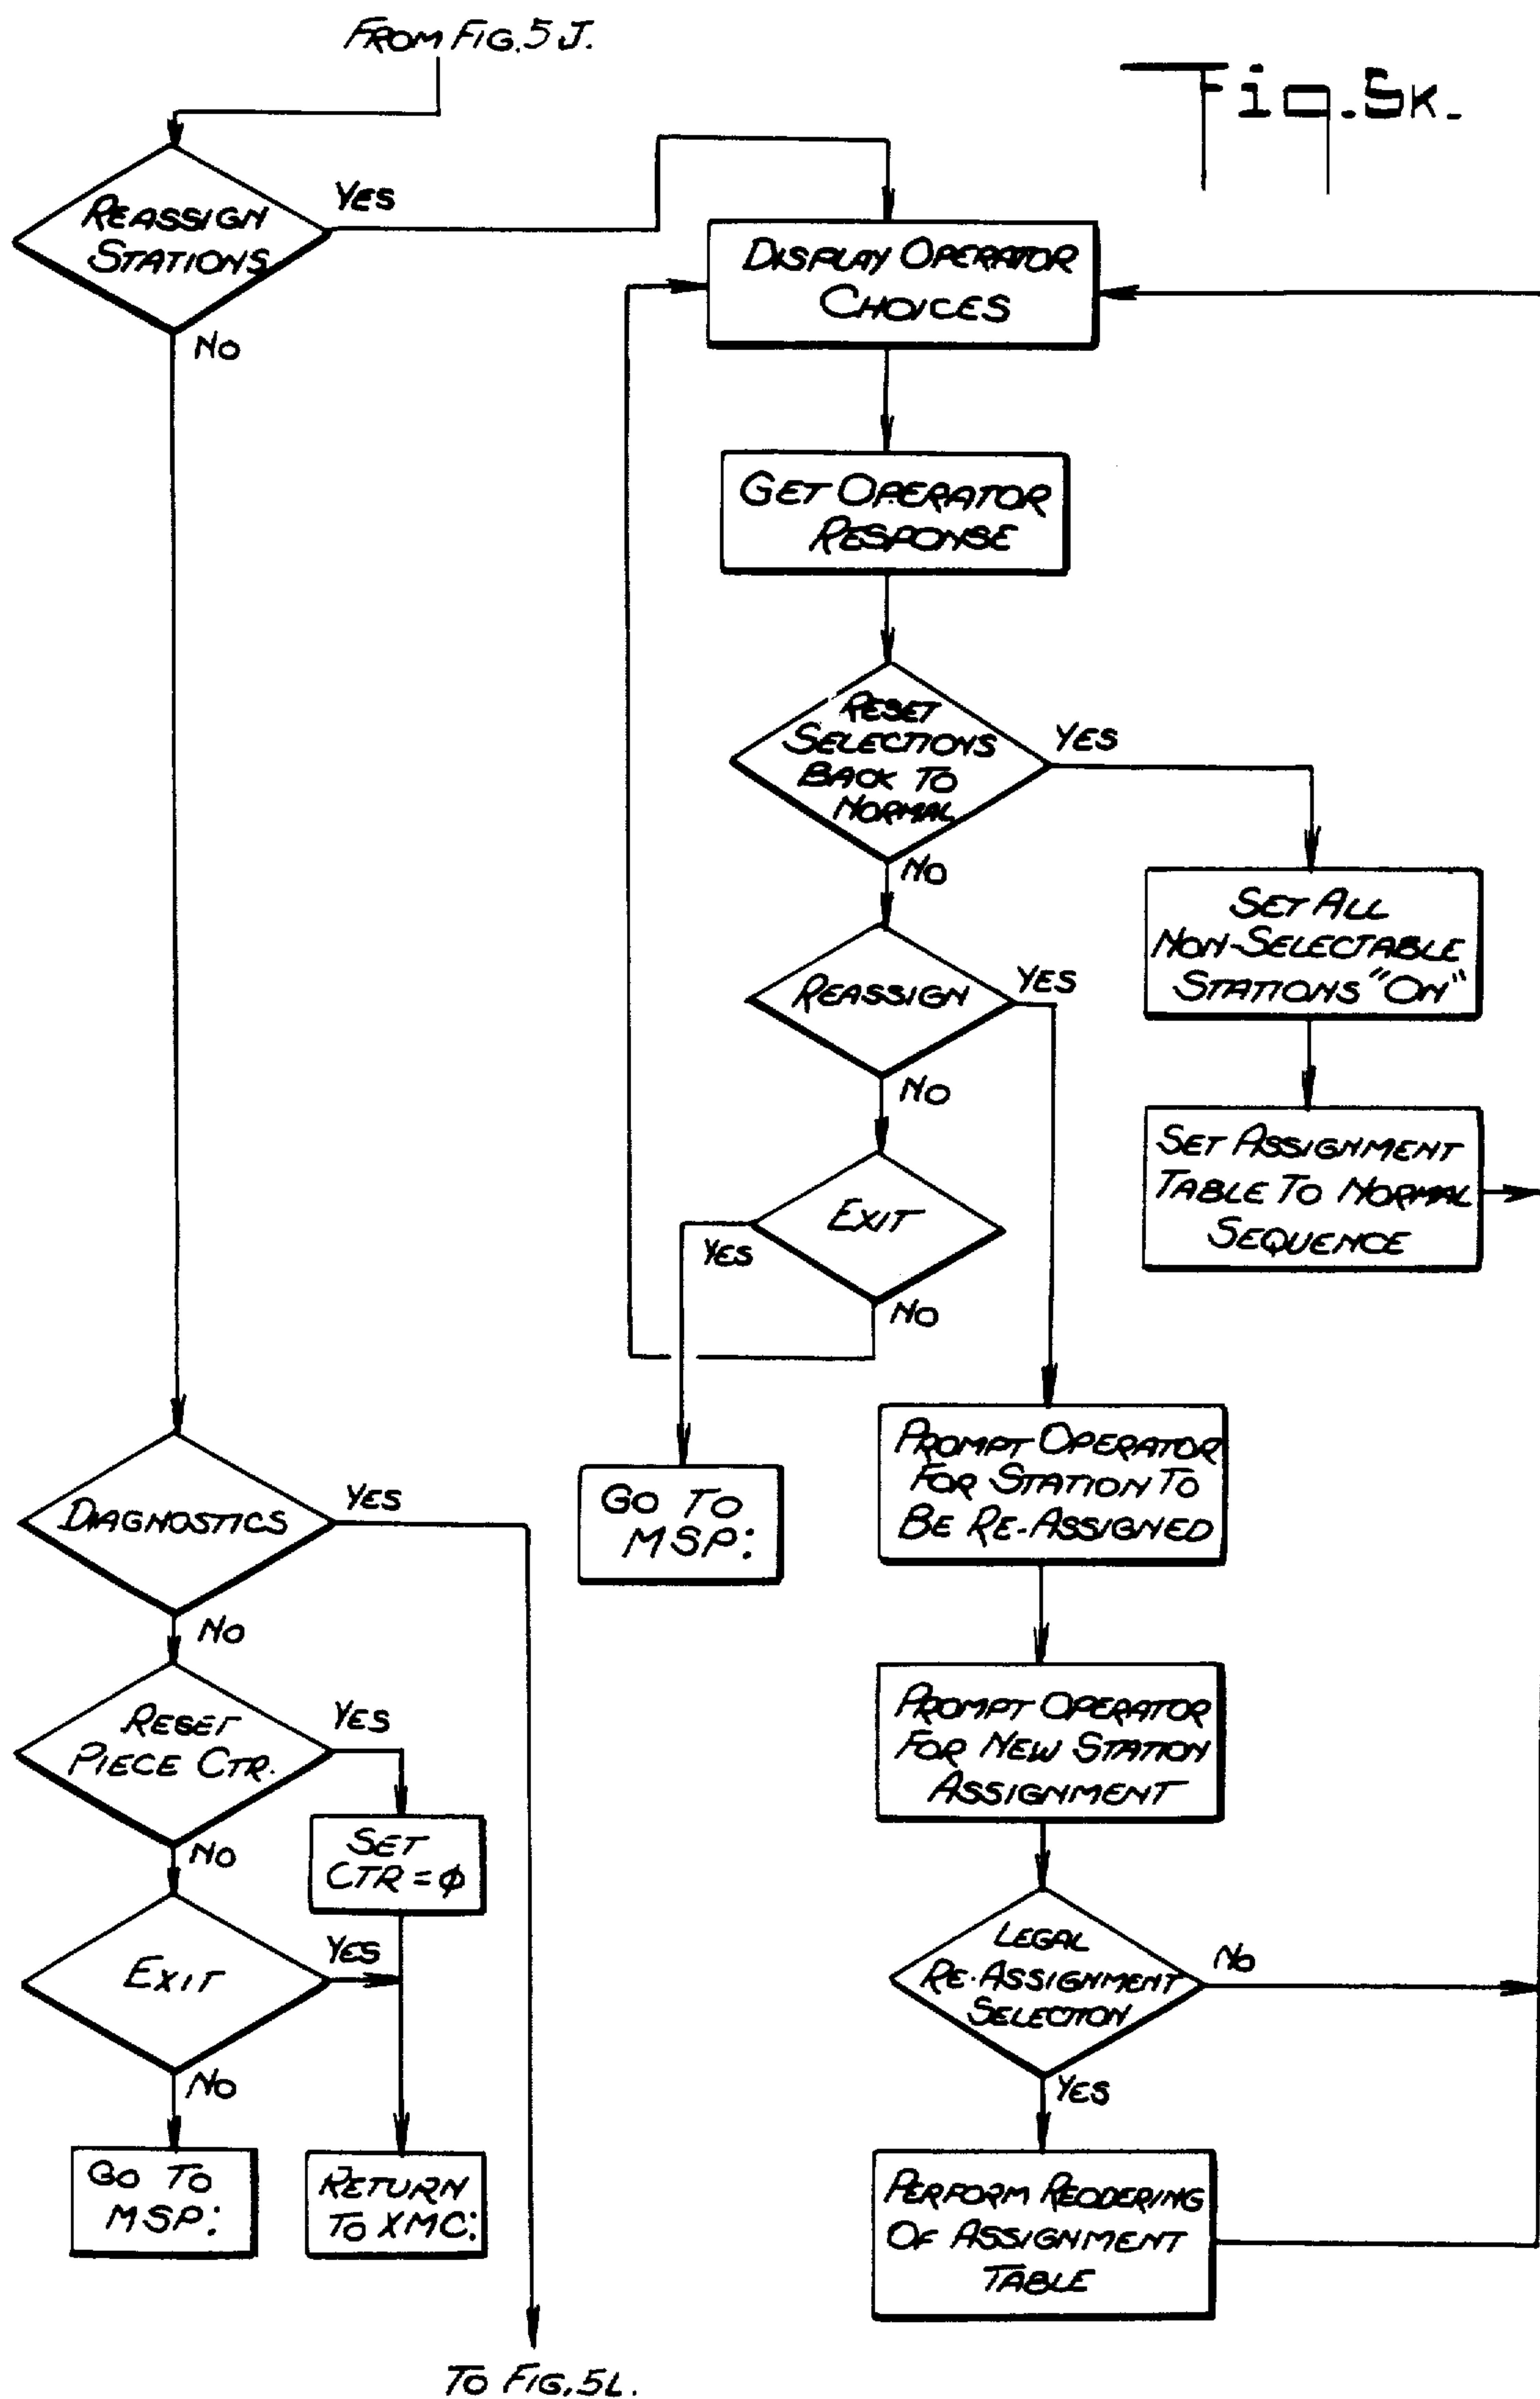 FROM FIG. 5J.
Fig. 5K.
REASSIGN
STATIONS
YES
NO
DISPLAY OPERATOR
CHOICES
GET OPERATOR
RESPONSE
RESET
SELECTIONS
BACK TO
NORMAL
YES
NO
SET ALL
NON-SELECTABLE
STATIONS "ON"
SET ASSIGNMENT
TABLE TO NORMAL
SEQUENCE
REASSIGN
YES
NO
EXIT
YES
NO
GO TO
MSP:
PROMPT OPERATOR
FOR STATION TO
BE RE-ASSIGNED
PROMPT OPERATOR
FOR NEW STATION
ASSIGNMENT
LEGAL
RE-ASSIGNMENT
SELECTION
NO
YES
PERFORM REODERING
OF ASSIGNMENT
TABLE
DIAGNOSTICS
YES
NO
RESET
PIECE CTR.
YES
NO
SET
CTR = φ
EXIT
YES
NO
GO TO
MSP:
RETURN
TO XMC:
TO FIG. 5L.